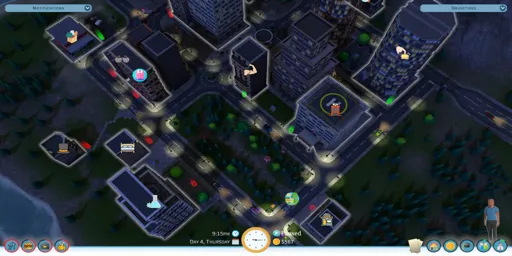 Notifications
Objectives
9:15pm
Paused
Day 4, Thursday
$567